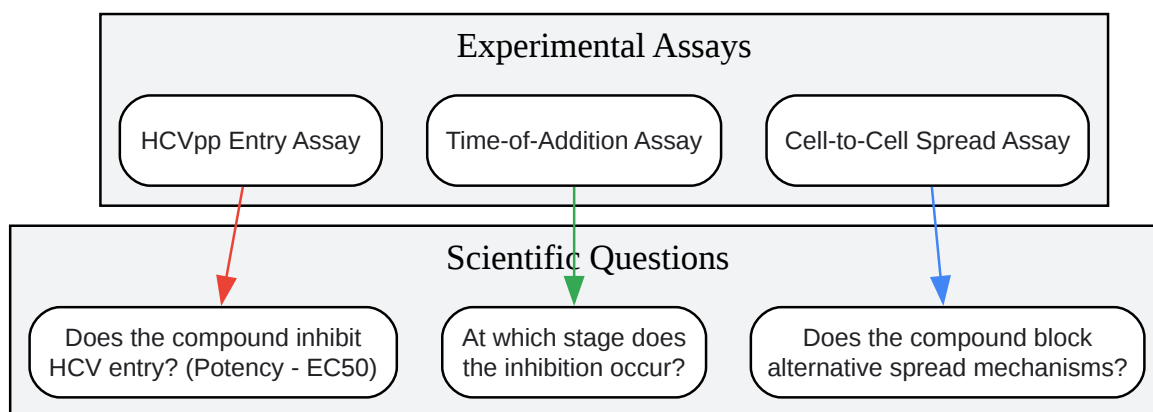 Experimental Assays
HCVpp Entry Assay
Time-of-Addition Assay
Cell-to-Cell Spread Assay
Scientific Questions
Does the compound inhibit
HCV entry? (Potency - EC50)
At which stage does
the inhibition occur?
Does the compound block
alternative spread mechanisms?